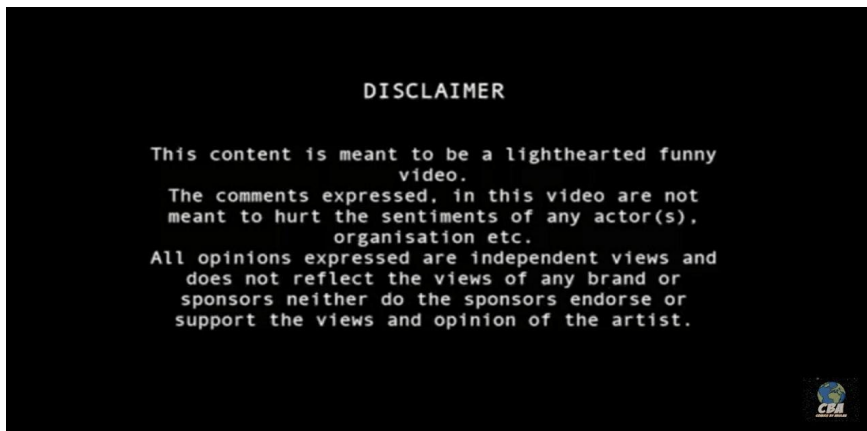 DISCLAIMER
This content is meant to be a lighthearted funny
video.
The comments expressed, in this video are not
meant to hurt the sentiments of any actor(s),
organisation etc.
All opinions expressed are independent views and
does not reflect the views of any brand or
sponsors neither do the sponsors endorse or
support the views and opinion of the artist.
CBA